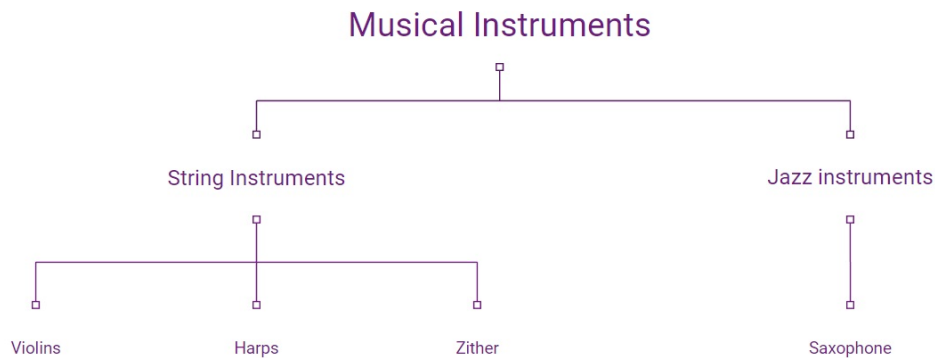 Musical Instruments
String Instruments
Jazz instruments
Violins
Harps
Zither
Saxophone